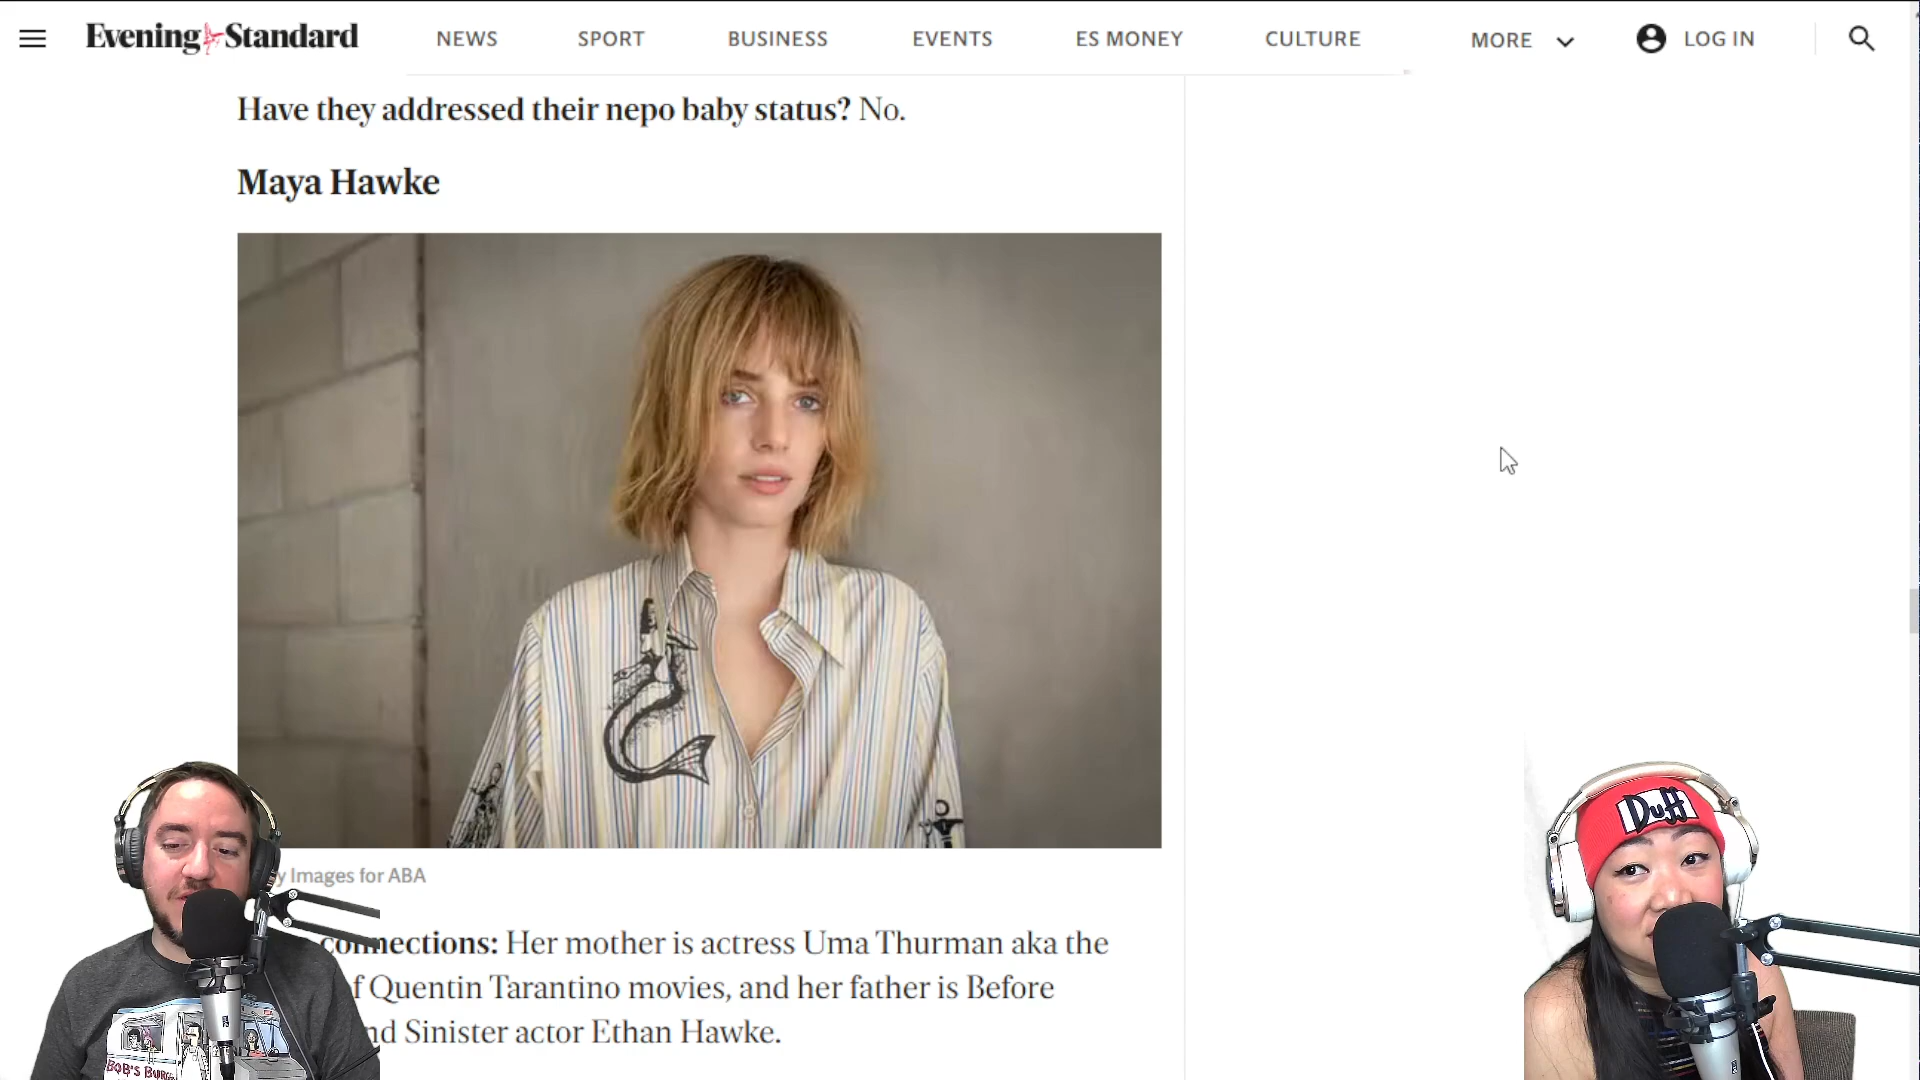 Evening Standard
NEWS
SPORT
BUSINESS
EVENTS
ES MONEY
CULTURE
MORE
LOG IN
Have they addressed their nepo baby status? No.
Maya Hawke
Images for ABA
connections: Her mother is actress Uma Thurman aka the
f Quentin Tarantino movies, and her father is Before
nd Sinister actor Ethan Hawke.
Duff
BOB'S